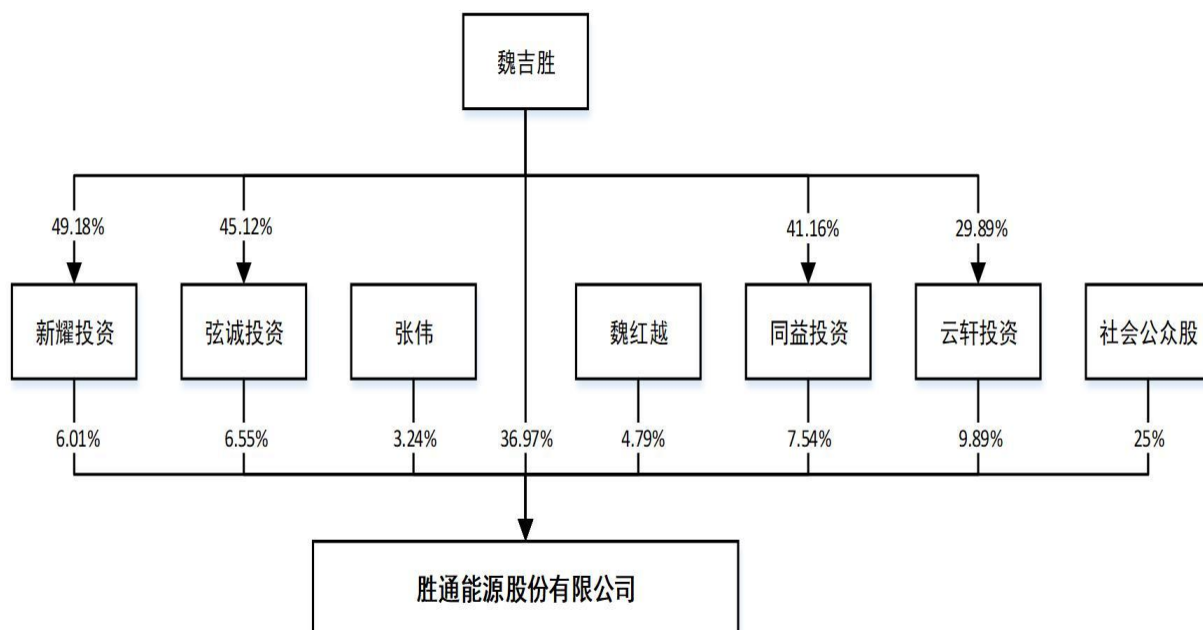 魏吉胜
49.18%
45.12%
41.16%
29.89%
新耀投资
弦诚投资
张伟
魏红越
同益投资
云轩投资
社会公众股
6.01%
6.55%
3.24%
36.97%
4.79%
7.54%
9.89%
25%
胜通能源股份有限公司